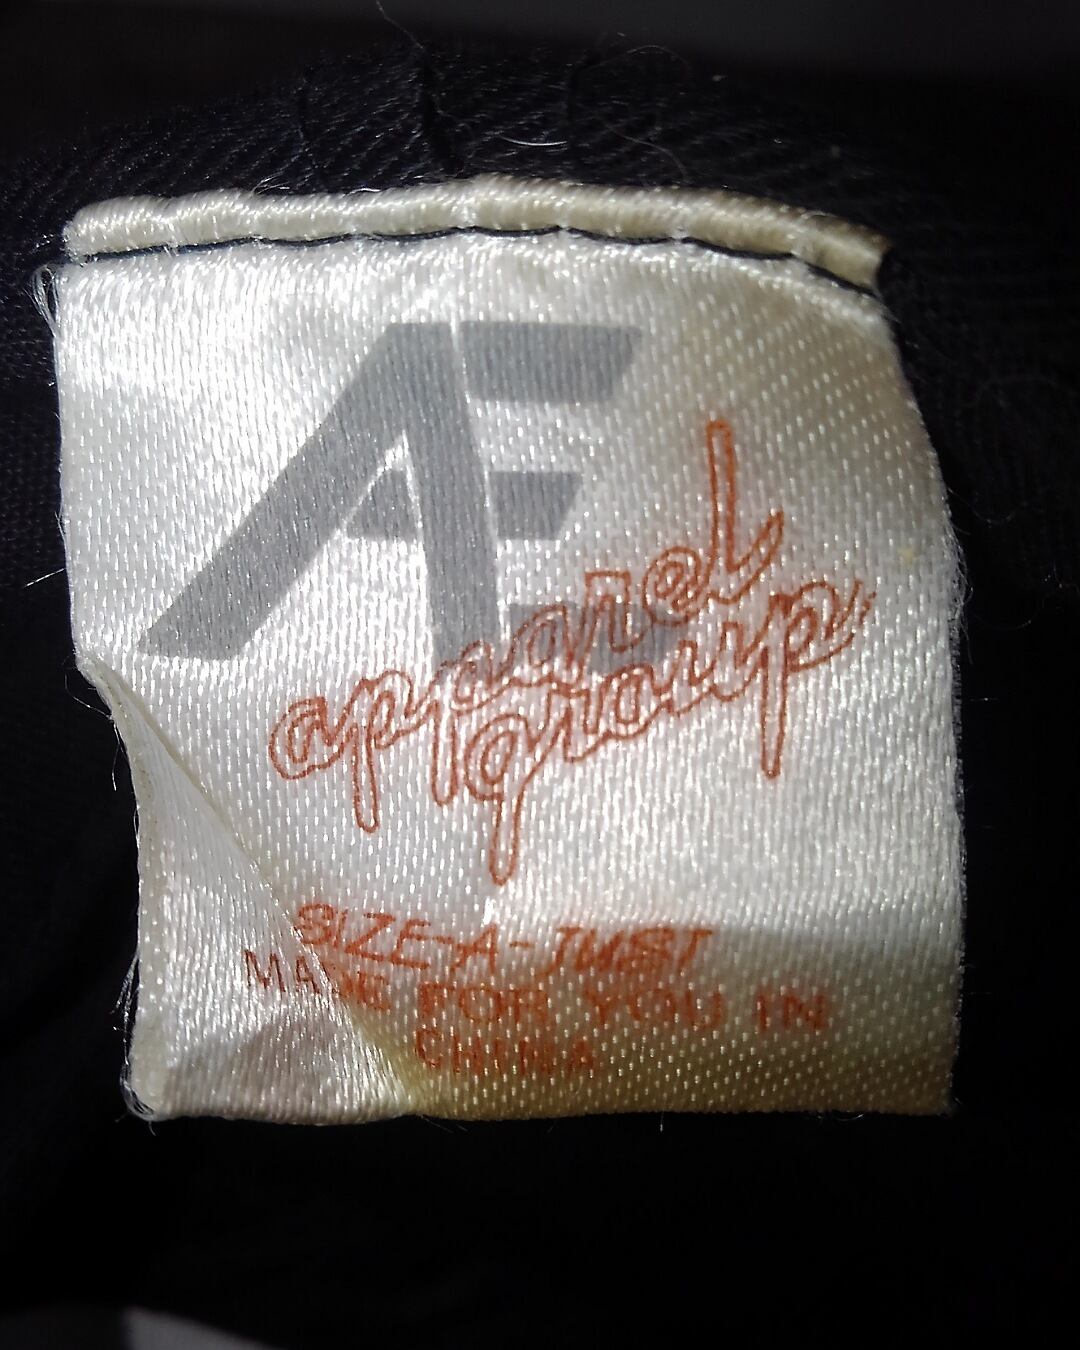 AE
apparel
group
SIZE-A-JUST
MADE FOR YOU IN
CHINA